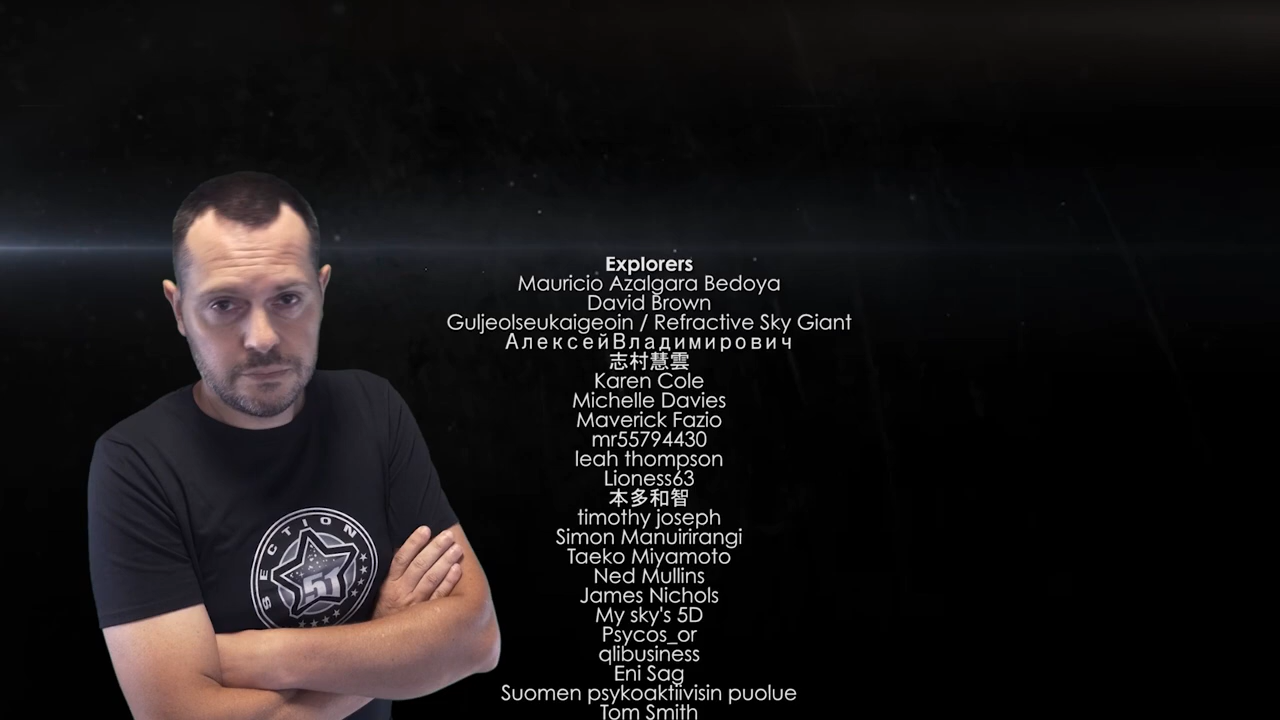 Explorers
Mauricio Azalgara Bedoya
David Brown
Guljeolseukaigeoin / Refractive Sky Giant
АлексейВладимирович
志村慧雲
Karen Cole
Michelle Davies
Maverick Fazio
mr55794430
leah thompson
Lioness63
本多和智
timothy joseph
Simon Manuirirangi
Taeko Miyamoto
Ned Mullins
James Nichols
My sky's 5D
Psycos_or
qlibusiness
Eni Sag
Suomen psykoaktiivisin puolue
Tom Smith
SECTION
51